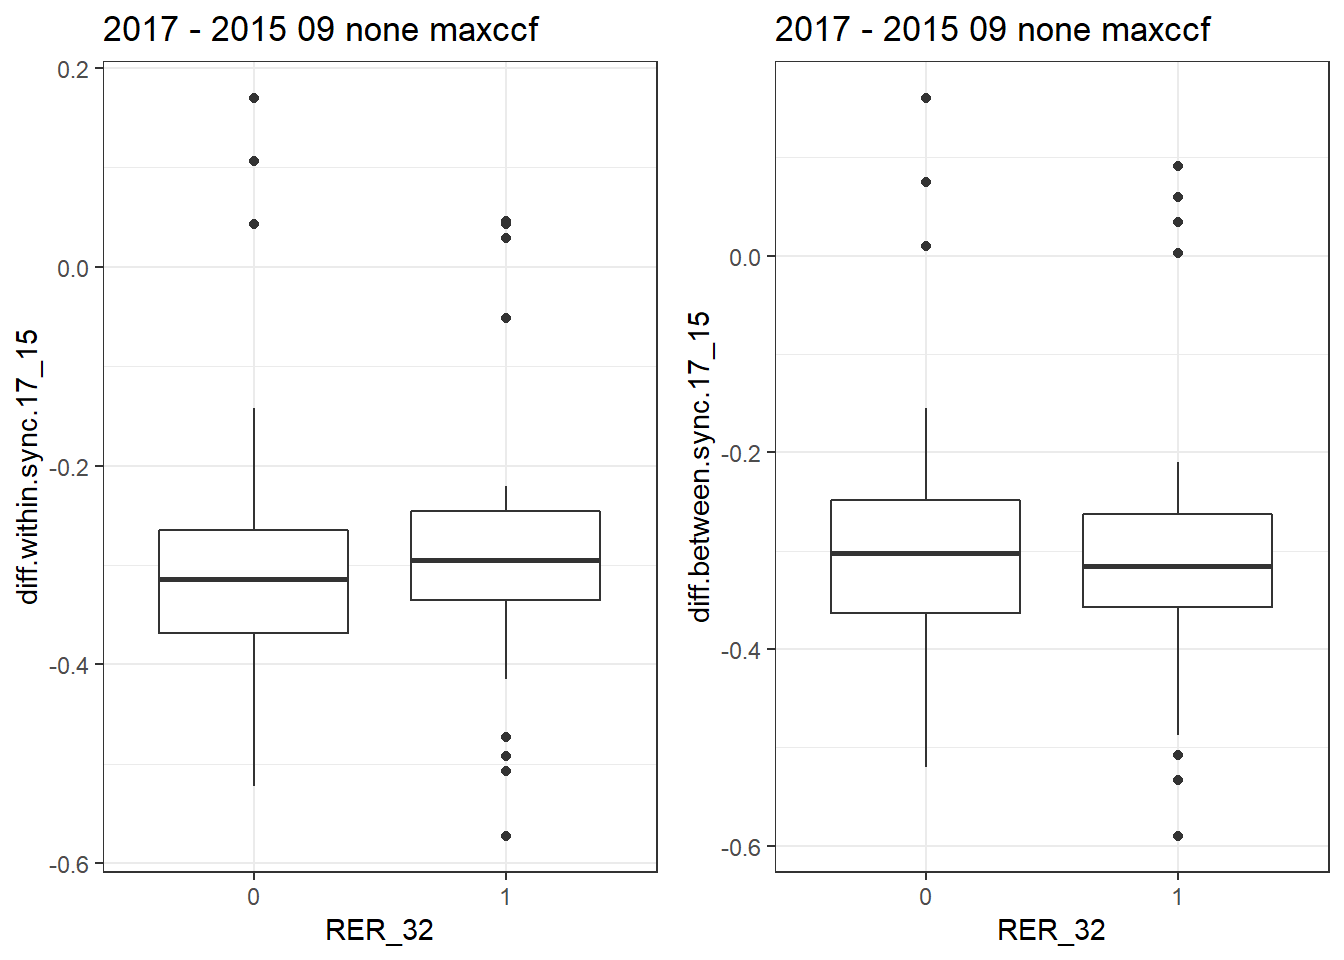 2017 - 2015 09 none maxccf
diff.within.sync.17_15
0.2
0.0
-0.2
-0.4
-0.6
0 1
RER_32
2017 - 2015 09 none maxccf
diff.between.sync.17_15
0.0
-0.2
-0.4
-0.6
0 1
RER_32